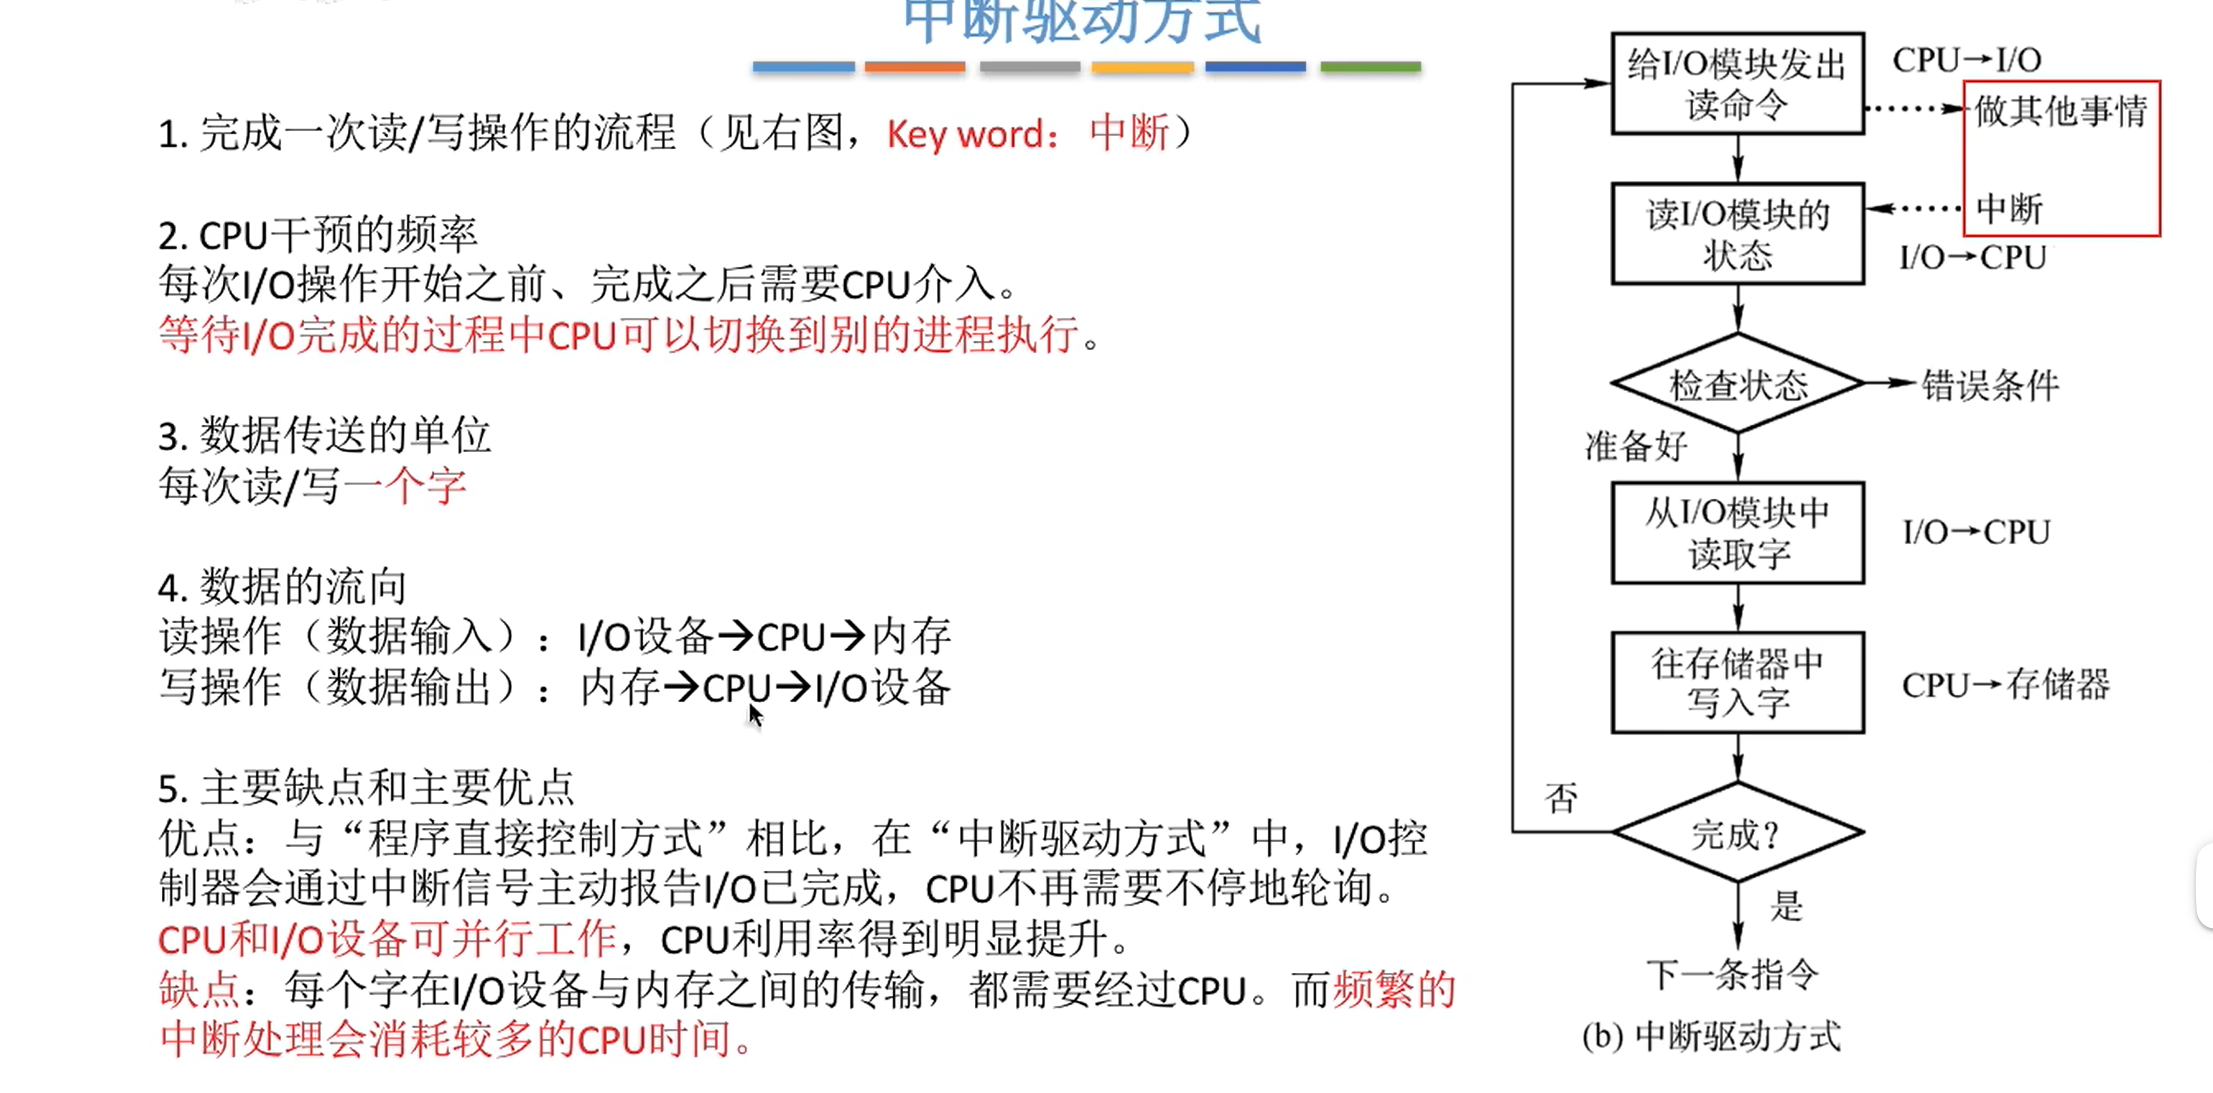 中断驱动方式
1. 完成一次读/写操作的流程（见右图，Key word：中断）
2. CPU干预的频率
每次I/O操作开始之前、完成之后需要CPU介入。
等待I/O完成的过程中CPU可以切换到别的进程执行。
3. 数据传送的单位
每次读/写一个字
4. 数据的流向
读操作（数据输入）：I/O设备→CPU→内存
写操作（数据输出）：内存→CPU→I/O设备
5. 主要缺点和主要优点
优点：与“程序直接控制方式”相比，在“中断驱动方式”中，I/O控
制器会通过中断信号主动报告I/O已完成，CPU不再需要不停地轮询。
CPU和I/O设备可并行工作，CPU利用率得到明显提升。
缺点：每个字在I/O设备与内存之间的传输，都需要经过CPU。而频繁的
中断处理会消耗较多的CPU时间。
给I/O模块发出
读命令
CPU→I/O
做其他事情
读I/O模块的
状态
中断
I/O→CPU
检查状态
错误条件
准备好
从I/O模块中
读取字
I/O→CPU
往存储器中
写入字
CPU→存储器
否
完成？
是
下一条指令
(b) 中断驱动方式